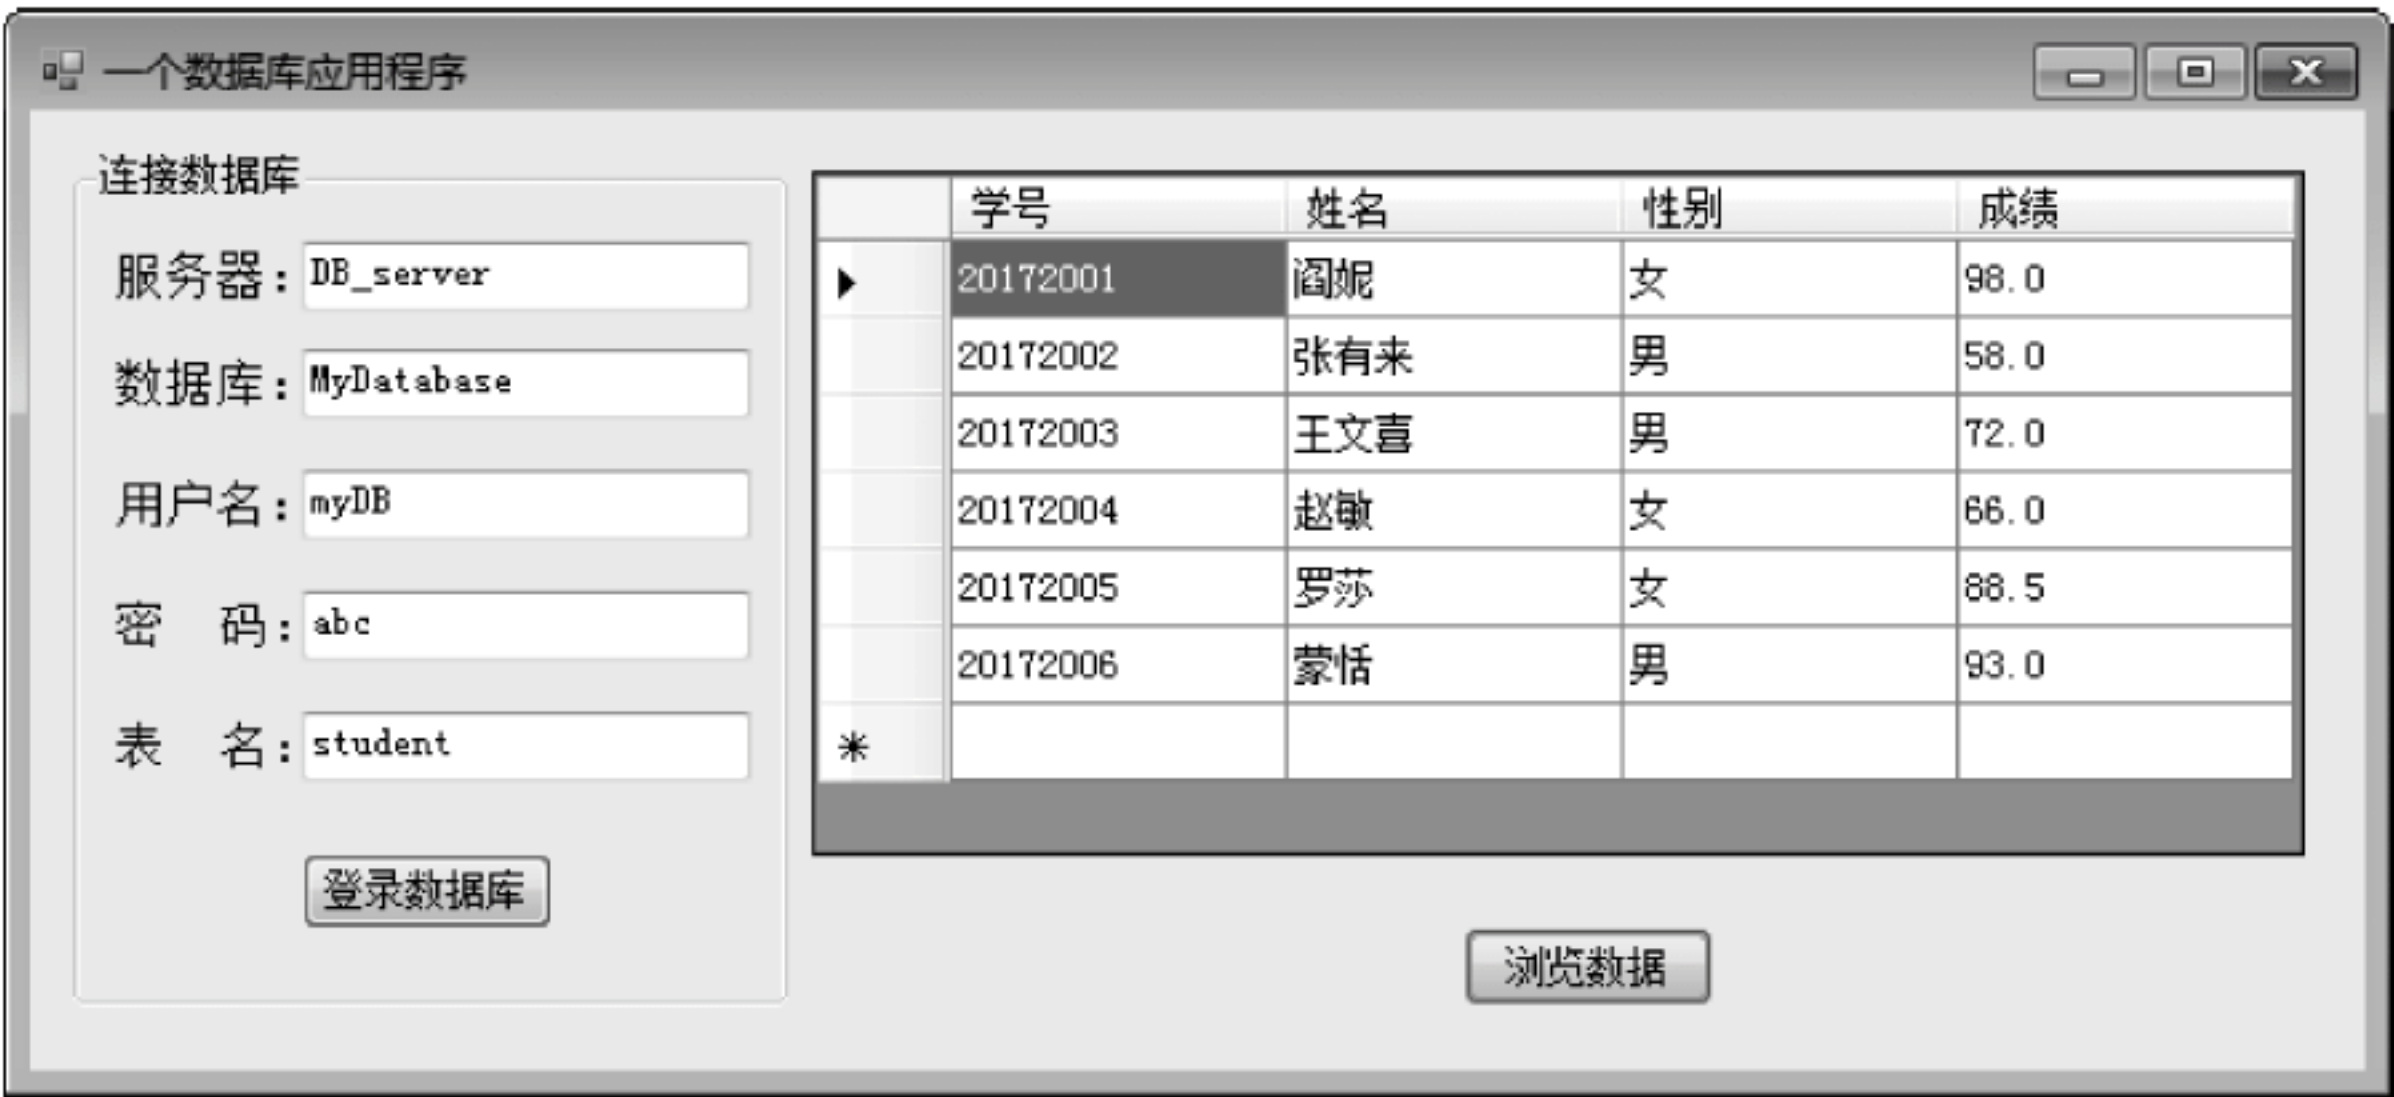 一个数据库应用程序
连接数据库
服务器: DB_server
数据库: MyDatabase
用户名: myDB
密 码: abc
表 名: student
登录数据库
学号 姓名 性别 成绩
20172001 阎妮 女 98.0
20172002 张有来 男 58.0
20172003 王文喜 男 72.0
20172004 赵敏 女 66.0
20172005 罗莎 女 88.5
20172006 蒙恬 男 93.0
浏览数据